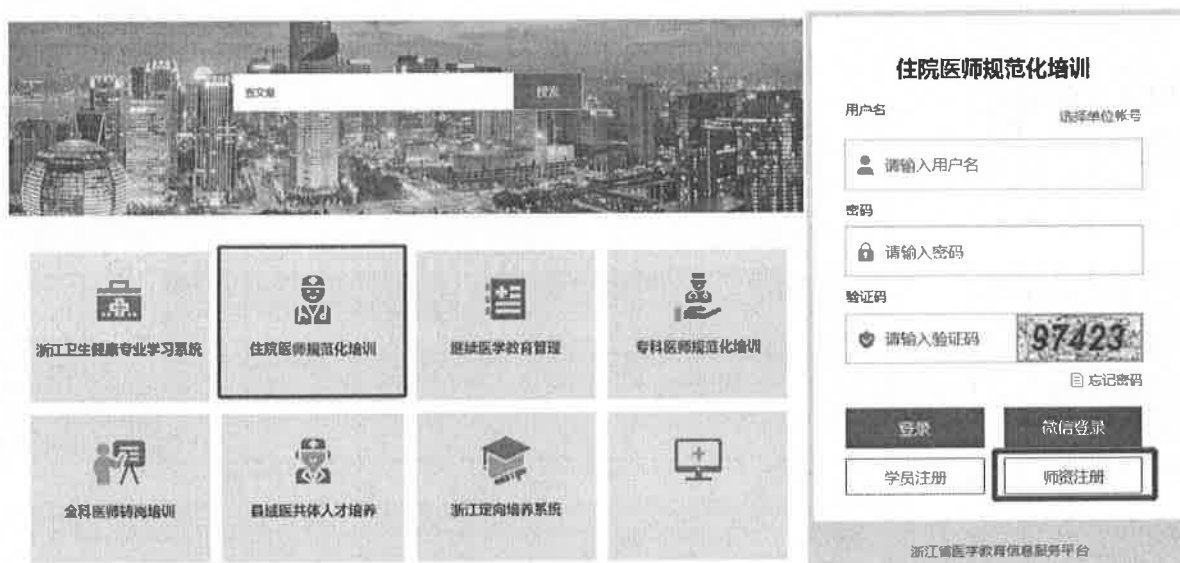 查文章 搜索
浙江卫生健康专业学习系统
住院医师规范化培训
继续医学教育管理
专科医师规范化培训
全科医师转岗培训
县域医共体人才培养
浙江定向培养系统
住院医师规范化培训
用户名 选择单位帐号
请输入用户名
密码
请输入密码
验证码
请输入验证码 97423
忘记密码
登录 微信登录
学员注册 师资注册
浙江省医学教育信息服务平台